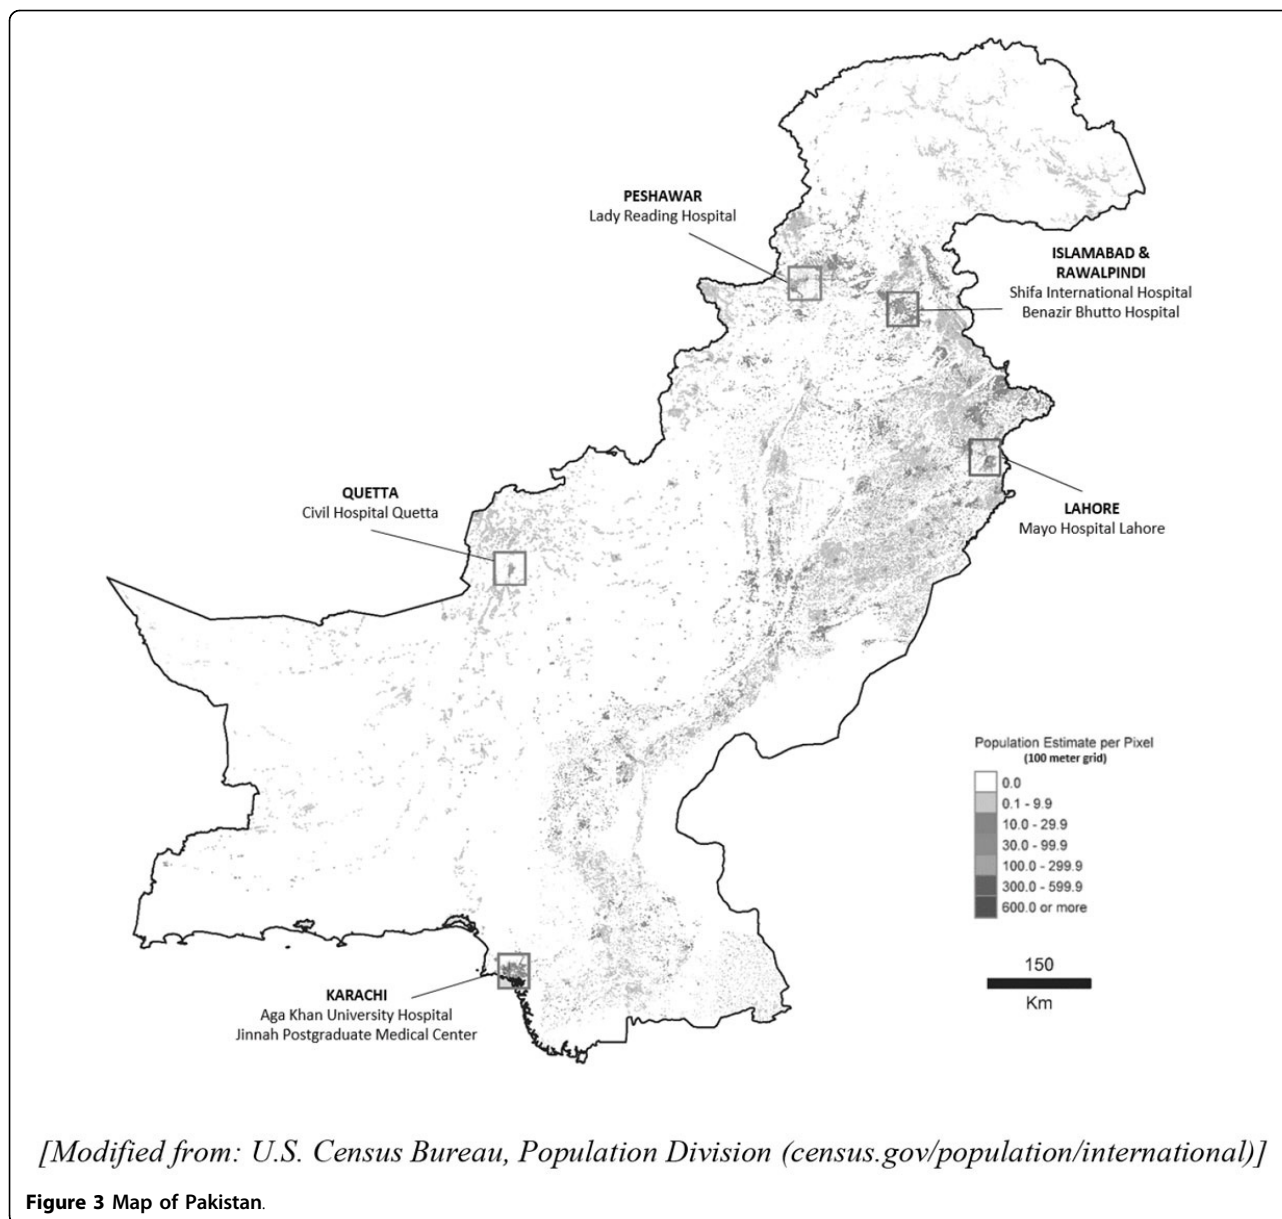 PESHAWAR
Lady Reading Hospital
ISLAMABAD &
RAWALPINDI
Shifa International Hospital
Benazir Bhutto Hospital
QUETTA
Civil Hospital Quetta
LAHORE
Mayo Hospital Lahore
Population Estimate per Pixel
(100 meter grid)
0.0
0.1 - 9.9
10.0 - 29.9
30.0 - 99.9
100.0 - 299.9
300.0 - 599.9
600.0 or more
150
Km
KARACHI
Aga Khan University Hospital
Jinnah Postgraduate Medical Center
[Modified from: U.S. Census Bureau, Population Division (census.gov/population/international)]
Figure 3 Map of Pakistan.